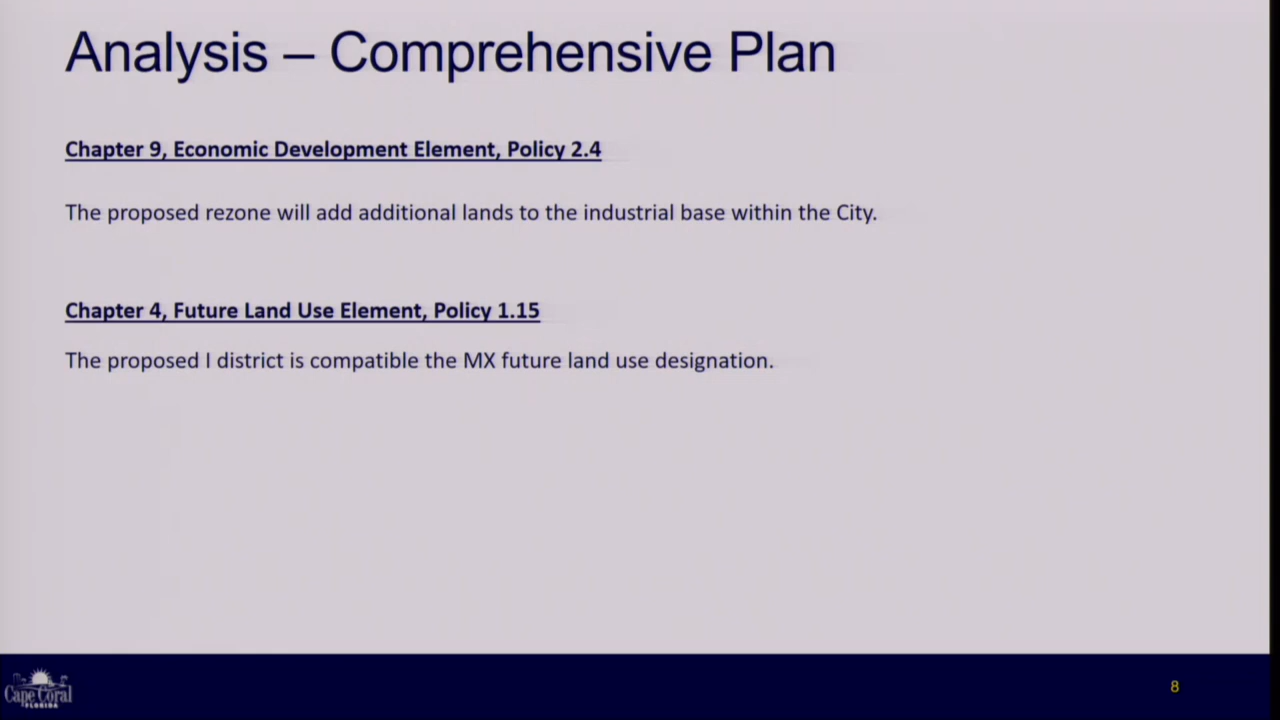 Analysis – Comprehensive Plan
Chapter 9, Economic Development Element, Policy 2.4
The proposed rezone will add additional lands to the industrial base within the City.
Chapter 4, Future Land Use Element, Policy 1.15
The proposed I district is compatible the MX future land use designation.
Cape Coral
FLORIDA
8